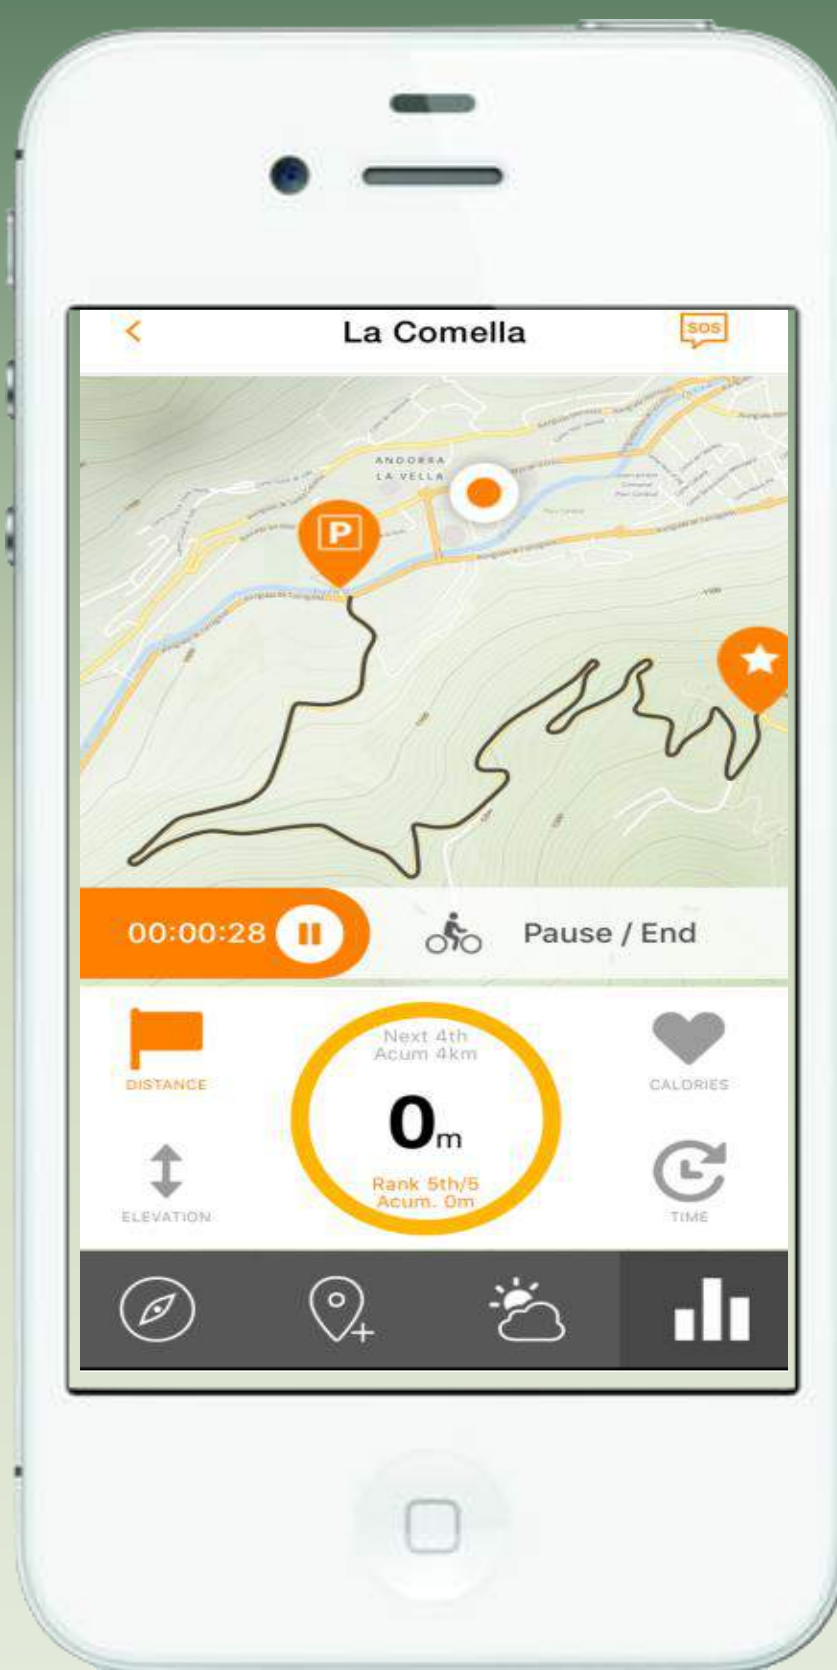 La Comella
SOS
ANDORRA
LA VELLA
P
00:00:28
Pause / End
DISTANCE
Next 4th
Acum 4km
0m
Rank 5th/5
Acum. 0m
CALORIES
ELEVATION
TIME